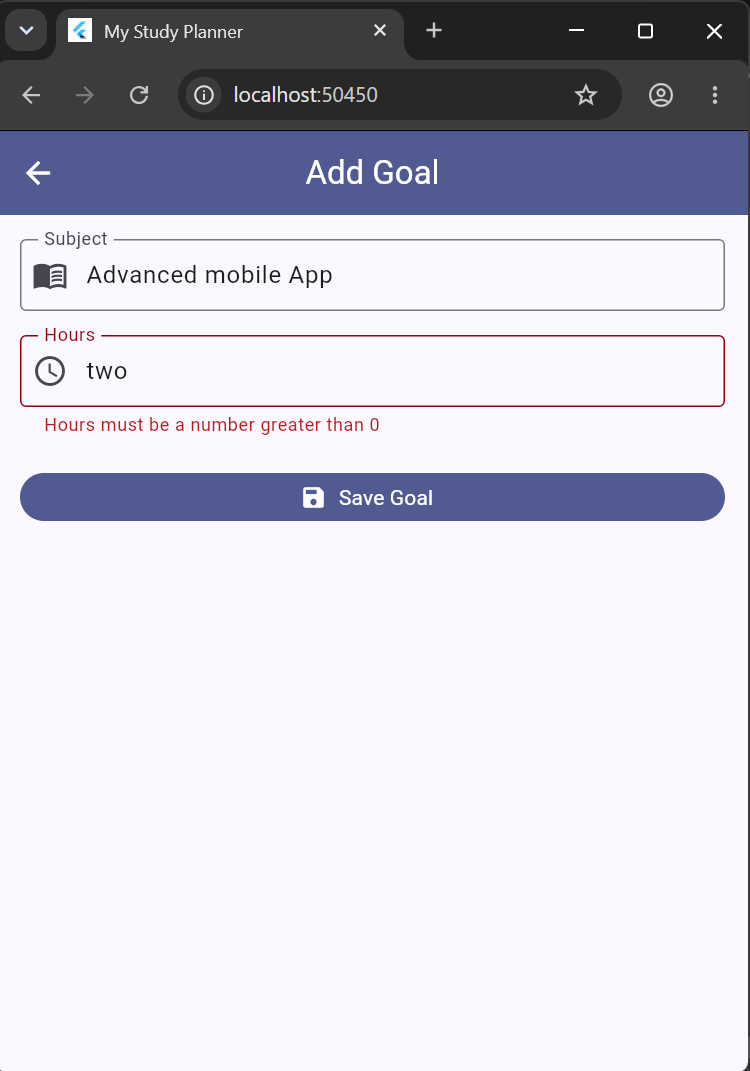 My Study Planner
localhost:50450
Add Goal
Subject
Advanced mobile App
Hours
two
Hours must be a number greater than 0
Save Goal